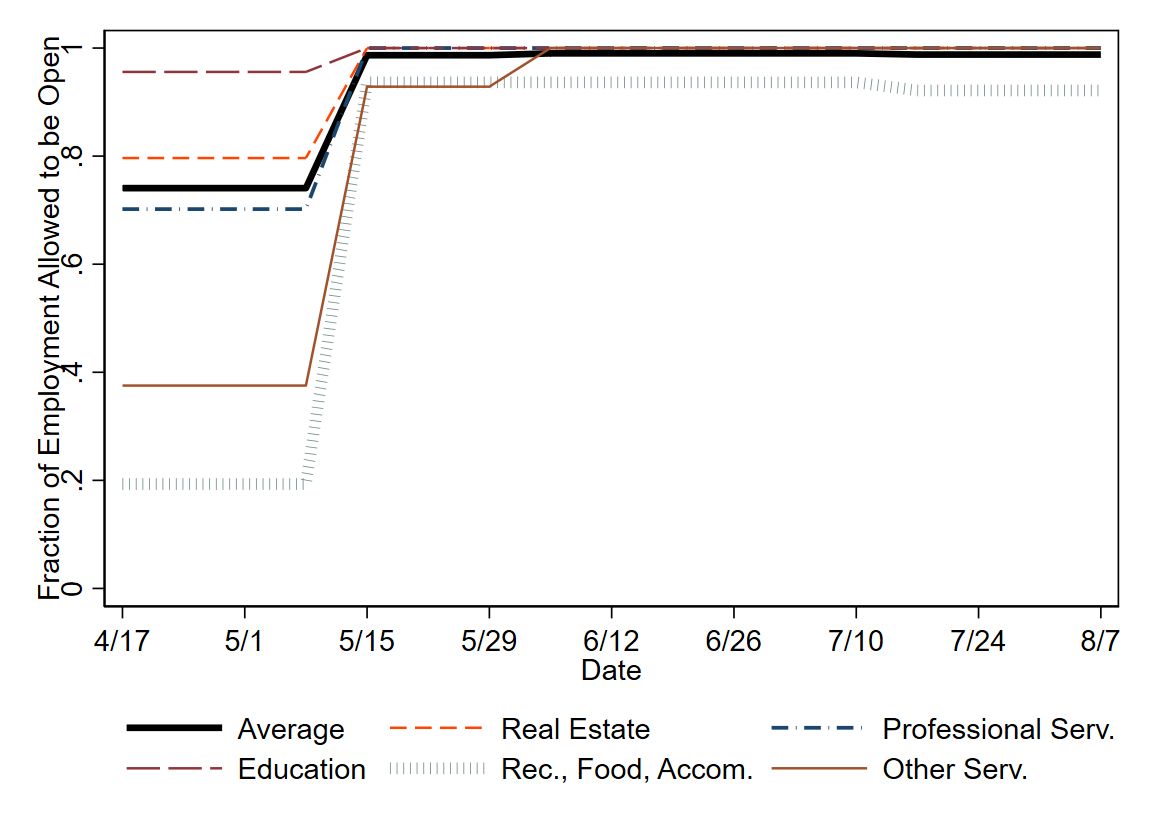 Fraction of Employment Allowed to be Open
1
.8
.6
.4
.2
0
4/17 5/1 5/15 5/29 6/12 6/26 7/10 7/24 8/7
Date
Average Real Estate Professional Serv.
Education Rec., Food, Accom. Other Serv.